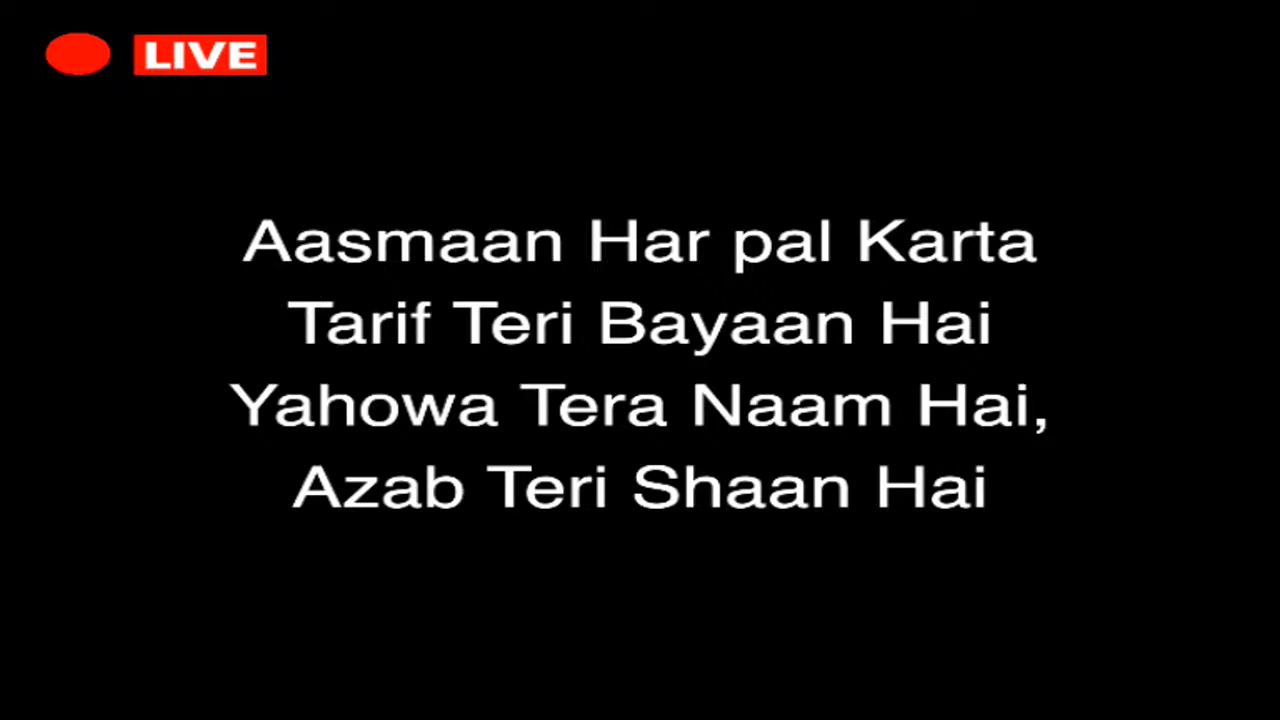 LIVE
Aasmaan Har pal Karta
Tarif Teri Bayaan Hai
Yahowa Tera Naam Hai,
Azab Teri Shaan Hai